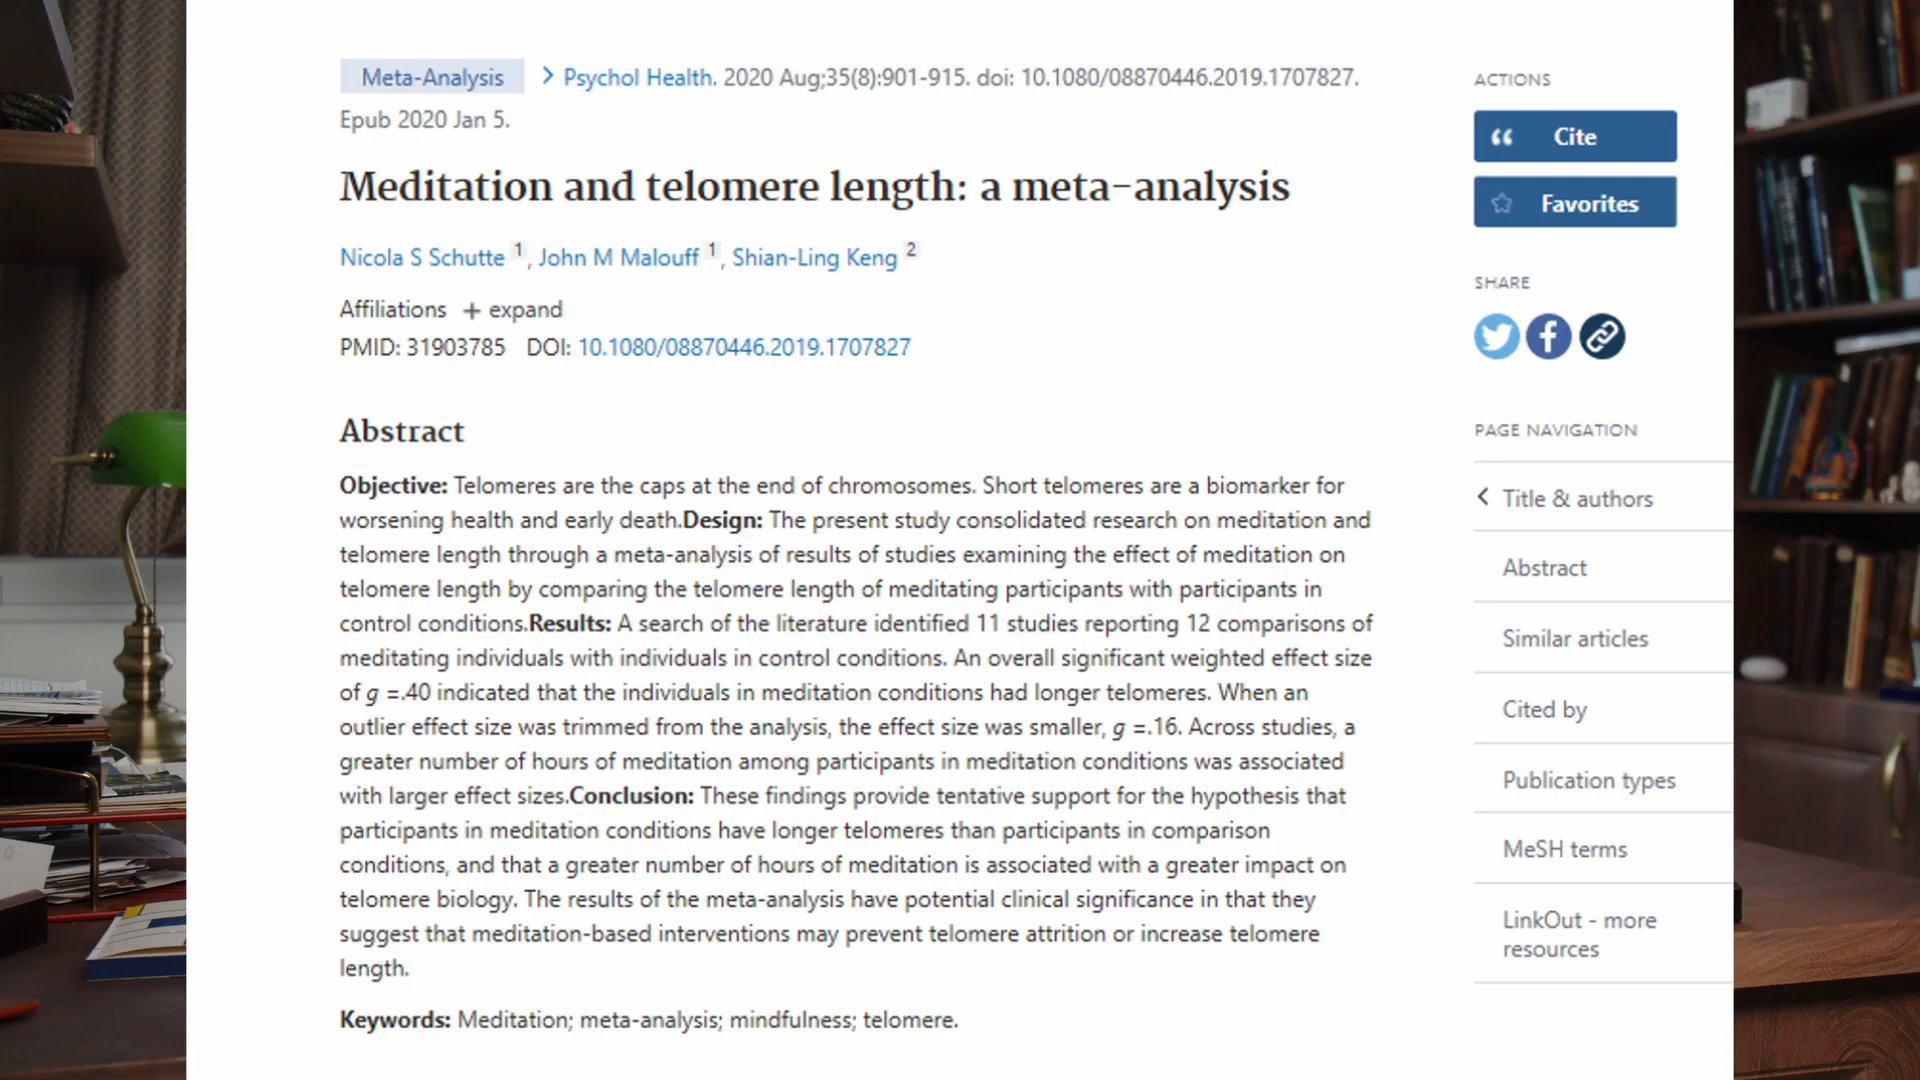 Meta-Analysis > Psychol Health. 2020 Aug;35(8):901-915. doi: 10.1080/08870446.2019.1707827.
Epub 2020 Jan 5.
Meditation and telomere length: a meta-analysis
Nicola S Schutte 1, John M Malouff 1, Shian-Ling Keng 2
Affiliations + expand
PMID: 31903785 DOI: 10.1080/08870446.2019.1707827
Abstract
Objective: Telomeres are the caps at the end of chromosomes. Short telomeres are a biomarker for
worsening health and early death.Design: The present study consolidated research on meditation and
telomere length through a meta-analysis of results of studies examining the effect of meditation on
telomere length by comparing the telomere length of meditating participants with participants in
control conditions.Results: A search of the literature identified 11 studies reporting 12 comparisons of
meditating individuals with individuals in control conditions. An overall significant weighted effect size
of g =.40 indicated that the individuals in meditation conditions had longer telomeres. When an
outlier effect size was trimmed from the analysis, the effect size was smaller, g =.16. Across studies, a
greater number of hours of meditation among participants in meditation conditions was associated
with larger effect sizes.Conclusion: These findings provide tentative support for the hypothesis that
participants in meditation conditions have longer telomeres than participants in comparison
conditions, and that a greater number of hours of meditation is associated with a greater impact on
telomere biology. The results of the meta-analysis have potential clinical significance in that they
suggest that meditation-based interventions may prevent telomere attrition or increase telomere
length.
Keywords: Meditation; meta-analysis; mindfulness; telomere.
ACTIONS
Cite
Favorites
SHARE
PAGE NAVIGATION
Title & authors
Abstract
Similar articles
Cited by
Publication types
MeSH terms
LinkOut - more
resources